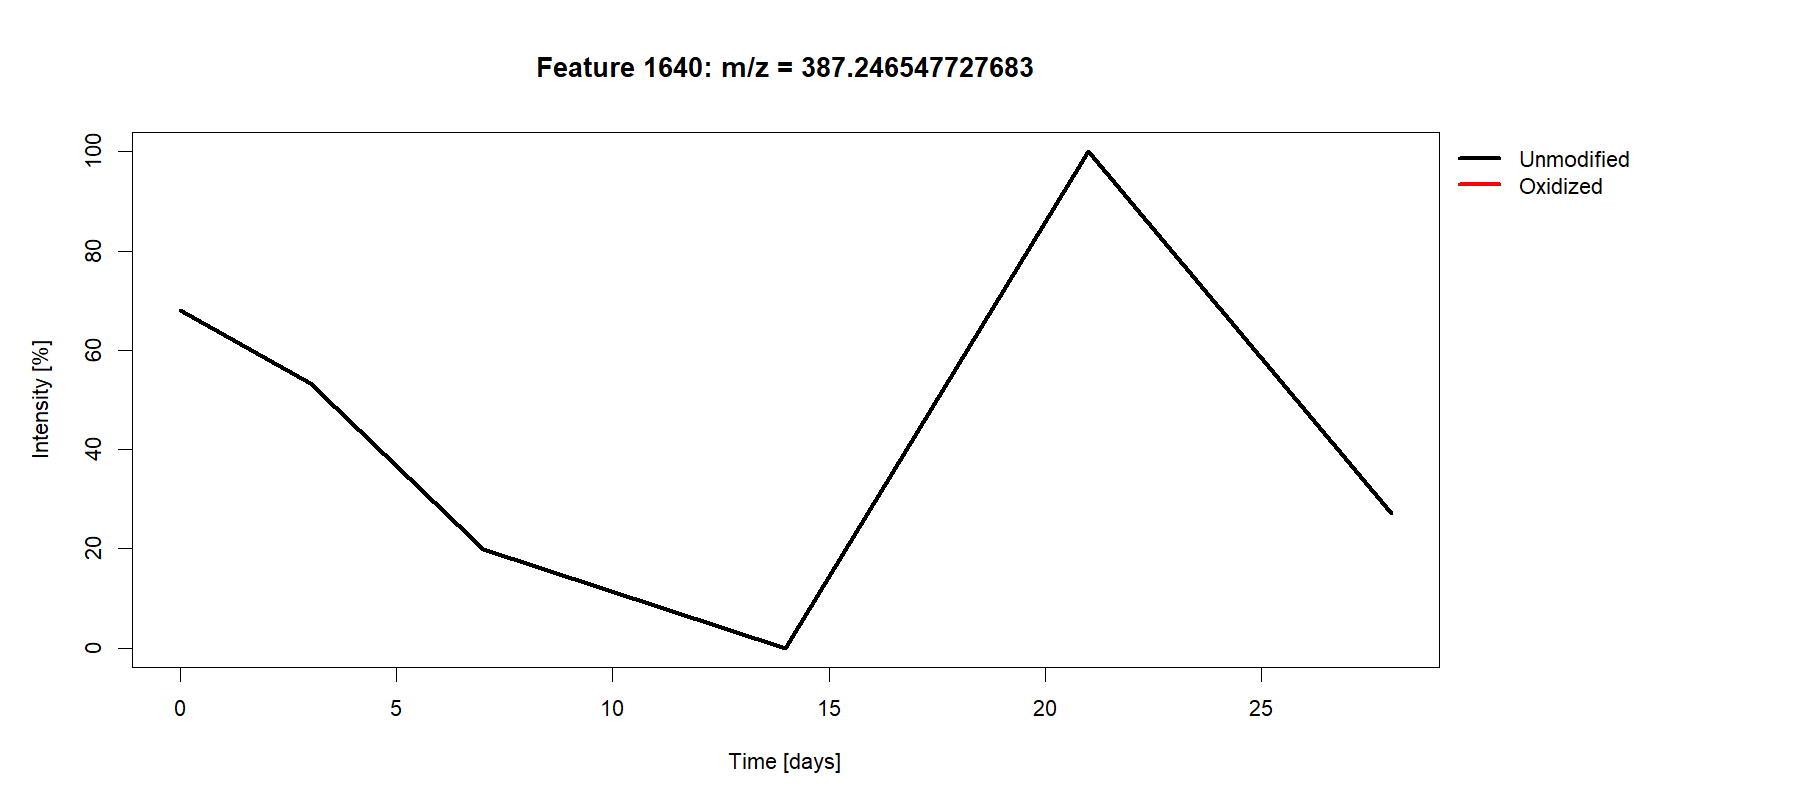 Feature 1640: m/z = 387.246547727683
Unmodified
Oxidized
Intensity [%]
100
80
60
40
20
0
0 5 10 15 20 25
Time [days]